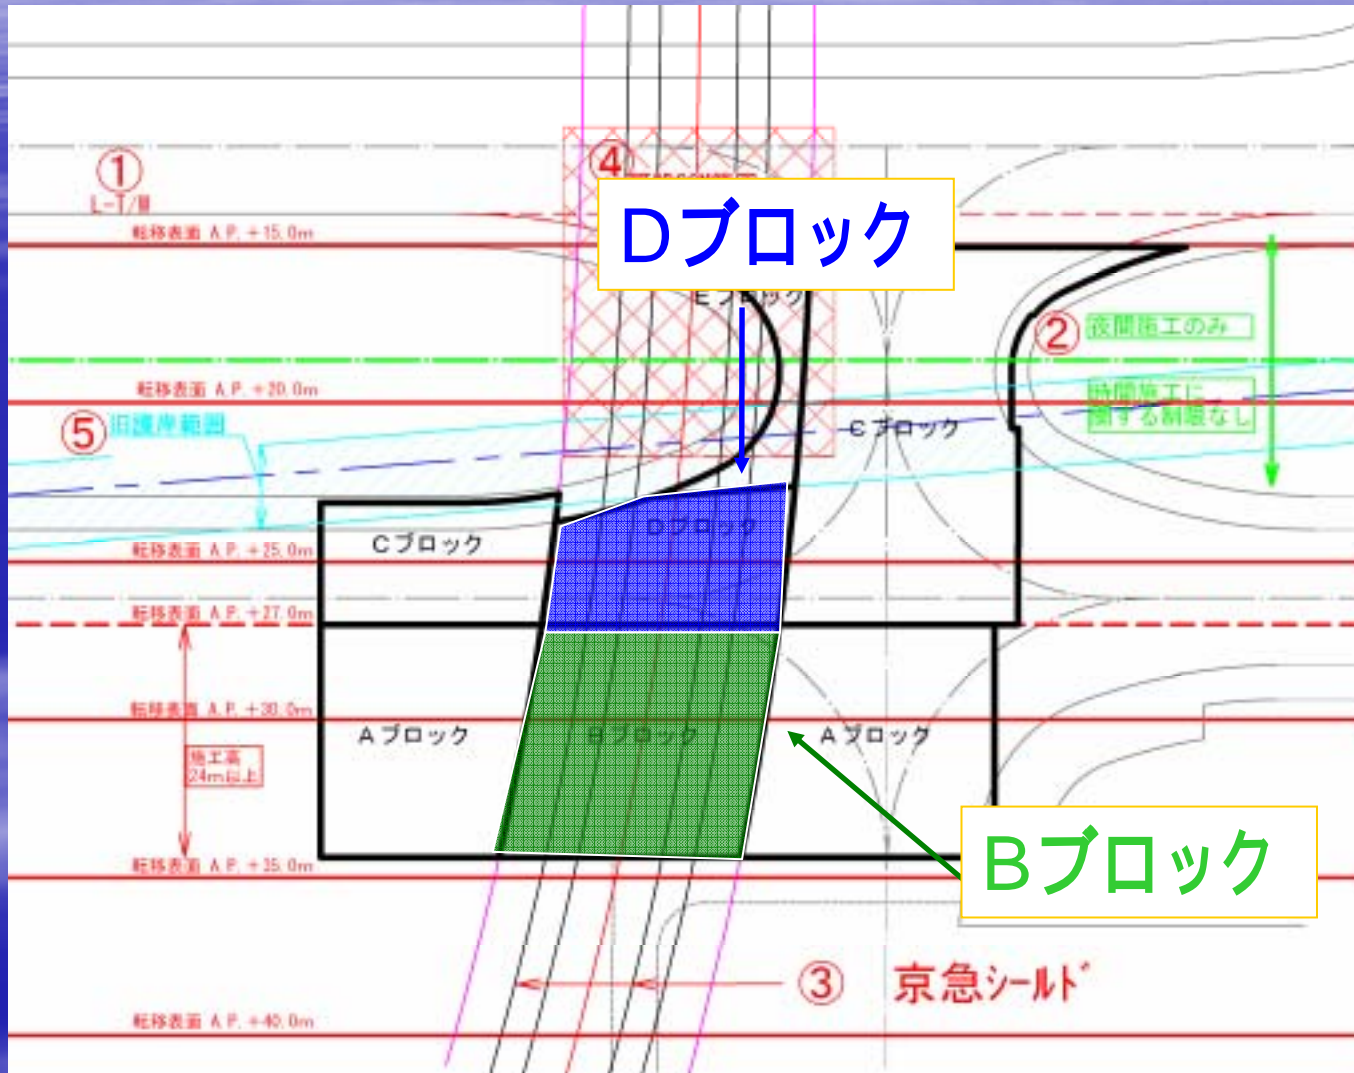 ①
L-T/W
転移表面 A.P. +15.0m
④
Dブロック
Eブロック
② 夜間施工のみ
転移表面 A.P. +20.0m
時間施工に
関する制限なし
⑤ 旧護岸範囲
Cブロック
Dブロック
Cブロック
転移表面 A.P. +25.0m
転移表面 A.P. +27.0m
転移表面 A.P. +30.0m
Aブロック
Bブロック
Aブロック
施工高
24m以上
Bブロック
転移表面 A.P. +35.0m
③ 京急シールド
転移表面 A.P. +40.0m